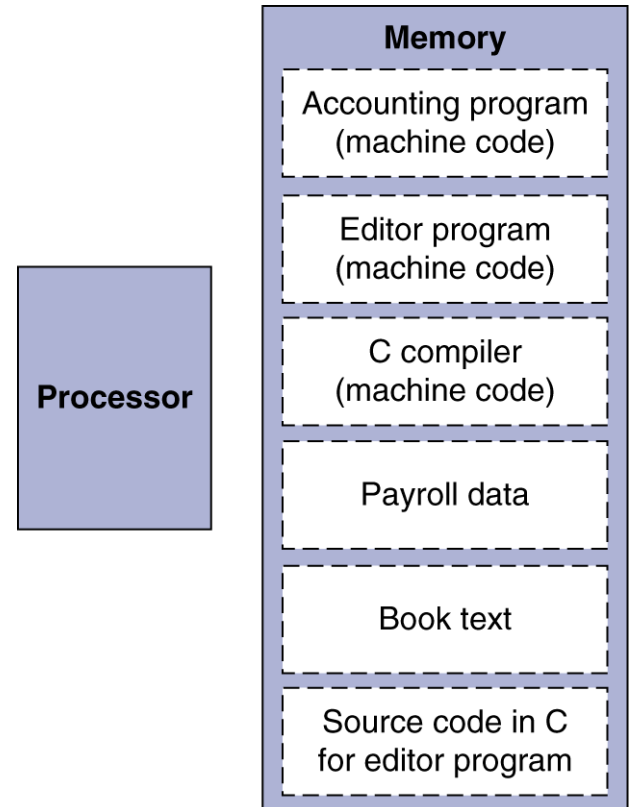 Memory
Accounting program
(machine code)
Editor program
(machine code)
C compiler
(machine code)
Processor
Payroll data
Book text
Source code in C
for editor program